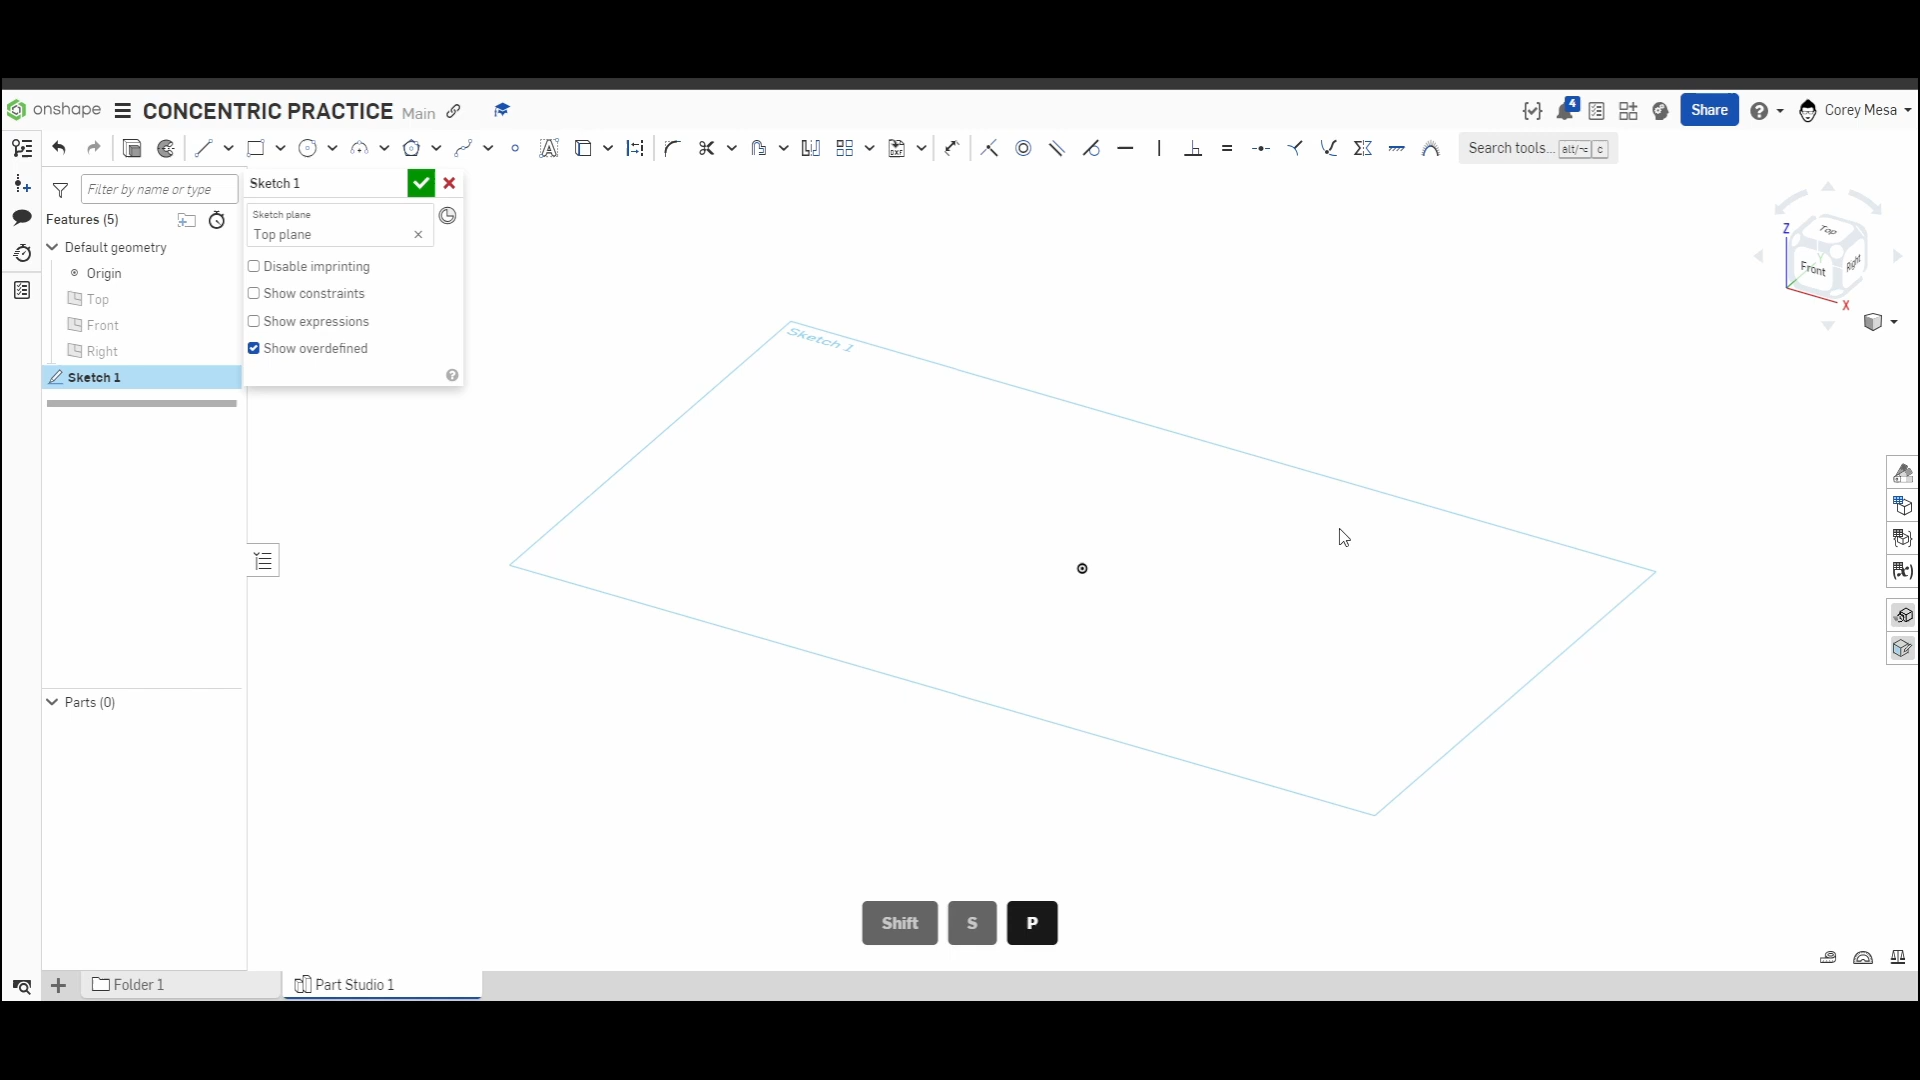 onshape CONCENTRIC PRACTICE Main 4 Share Corey Mesa
Search tools... alt/⌥ c
Filter by name or type
Features (5)
Default geometry
Origin
Top
Front
Right
Sketch 1
Sketch 1
Sketch plane
Top plane
Disable imprinting
Show constraints
Show expressions
Show overdefined
Sketch 1
Z
Top
Front
Right
Y
X
(x)
Parts (0)
Shift S P
Folder 1
Part Studio 1